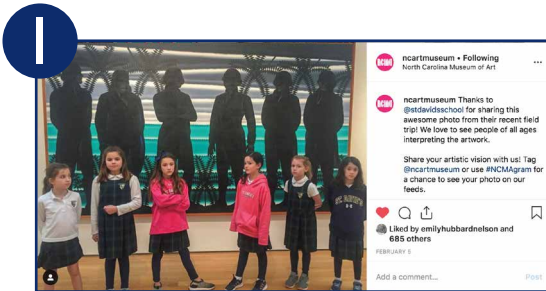 1
ncartmuseum • Following
North Carolina Museum of Art
ncartmuseum Thanks to
@stdavidsschool for sharing this
awesome photo from their recent field
trip! We love to see people of all ages
interpreting the artwork.
Share your artistic vision with us! Tag
@ncartmuseum or use #NCMAgram for
a chance to see your photo on our
feeds.
Liked by emilyhubbardnelson and
685 others
FEBRUARY 5
Add a comment...
Post